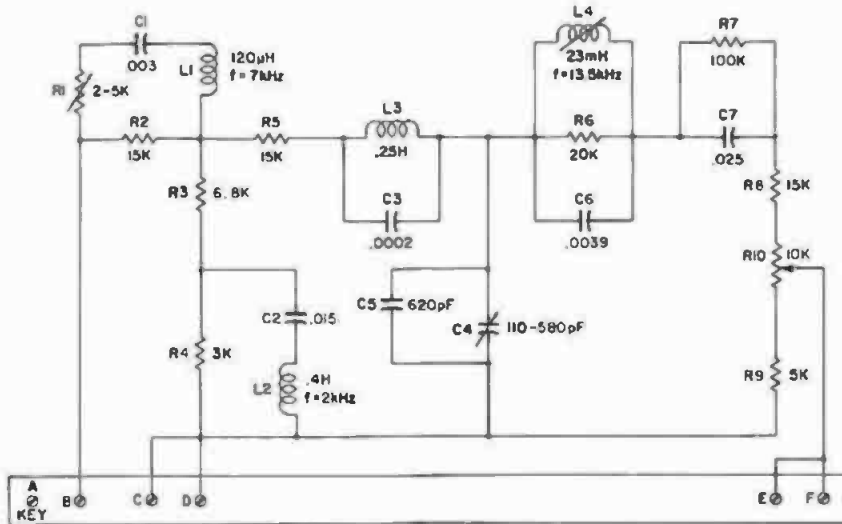 C1
.003
L1
120µH
f=7kHz
R1
2-5K
R2
15K
R5
15K
L3
.25H
C3
.0002
L4
23mH
f=13.5kHz
R6
20K
C6
.0039
R7
100K
C7
.025
R3
6.8K
R8
15K
R10
10K
C2
.015
C5
620pF
C4
110-580pF
R4
3K
L2
.4H
f=2kHz
R9
5K
A
KEY
B
C
D
E
F